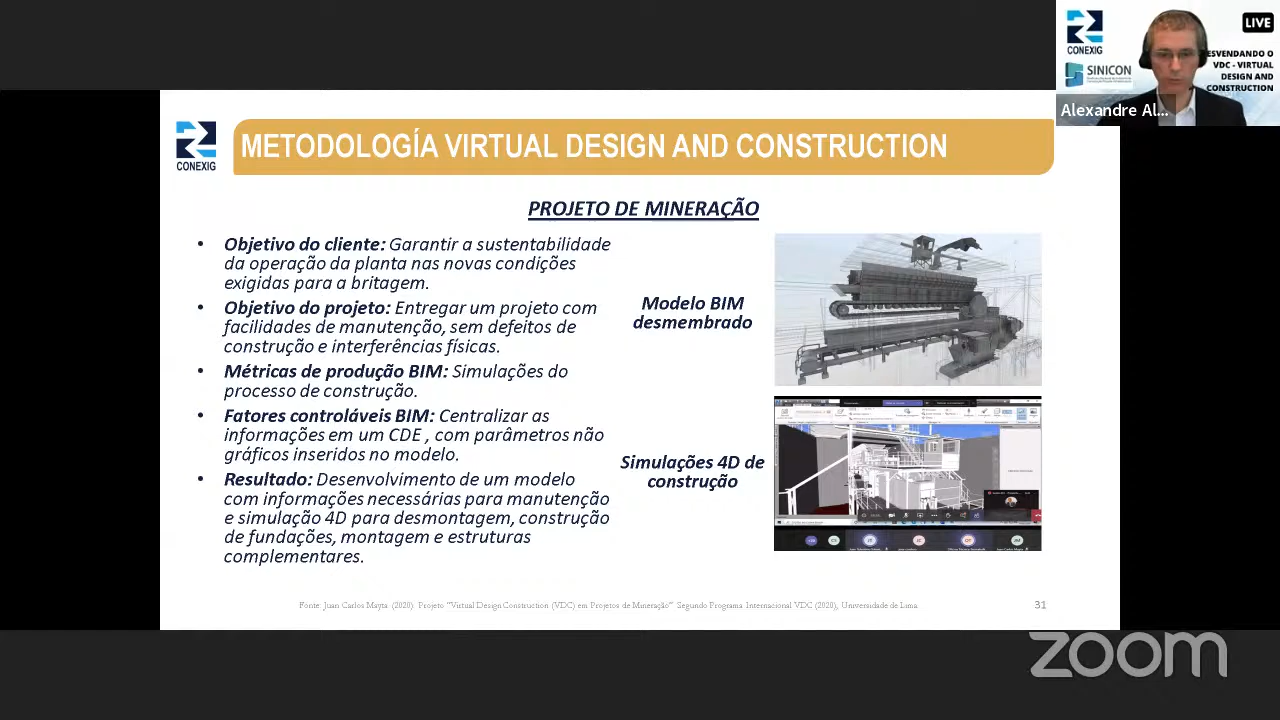 LIVE
CONEXIG
SINICON
ESVENDANDO O
VDC - VIRTUAL
DESIGN AND
CONSTRUCTION
Alexandre Al...
CONEXIG
METODOLOGÍA VIRTUAL DESIGN AND CONSTRUCTION
PROJETO DE MINERAÇÃO
• Objetivo do cliente: Garantir a sustentabilidade
da operação da planta nas novas condições
exigidas para a britagem.
• Objetivo do projeto: Entregar um projeto com
facilidades de manutenção, sem defeitos de
construção e interferências físicas.
• Métricas de produção BIM: Simulações do
processo de construção.
• Fatores controláveis BIM: Centralizar as
informações em um CDE , com parâmetros não
gráficos inseridos no modelo.
• Resultado: Desenvolvimento de um modelo
com informações necessárias para manutenção
e simulação 4D para desmontagem, construção
de fundações, montagem e estruturas
complementares.
Modelo BIM
desmembrado
Simulações 4D de
construção
Fonte: Juan Carlos Mayta. (2020). Projeto "Virtual Design Construction (VDC) em Projetos de Mineração". Segundo Programa Internacional VDC (2020), Universidade de Lima
31
zoom